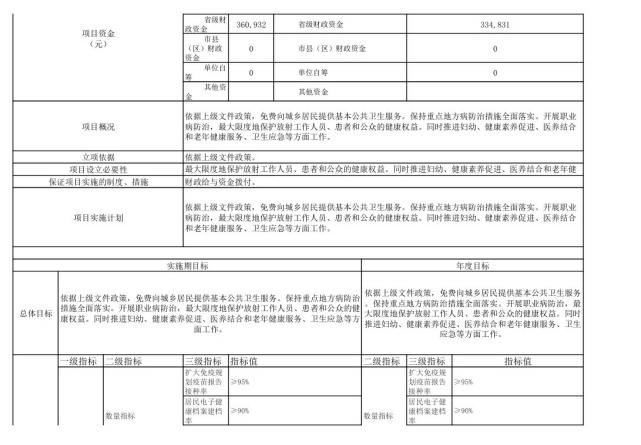 项目资金
（元）
省级财
政资金
360,932
省级财政资金
334,831
市县
（区）财政
资金
0
市县（区）财政资金
0
单位自
筹
0
单位自筹
0
其他资
金
其他资金
项目概况
依据上级文件政策，免费向城乡居民提供基本公共卫生服务。保持重点地方病防治措施全面落实。开展职业
病防治，最大限度地保护放射工作人员、患者和公众的健康权益。同时推进妇幼、健康素养促进、医养结合
和老年健康服务、卫生应急等方面工作。
立项依据
依据上级文件政策。
项目设立必要性
最大限度地保护放射工作人员、患者和公众的健康权益。同时推进妇幼、健康素养促进、医养结合和老年健
保证项目实施的制度、措施
财政给与资金拨付。
项目实施计划
依据上级文件政策，免费向城乡居民提供基本公共卫生服务。保持重点地方病防治措施全面落实。开展职业
病防治，最大限度地保护放射工作人员、患者和公众的健康权益。同时推进妇幼、健康素养促进、医养结合
和老年健康服务、卫生应急等方面工作。
实施期目标
年度目标
总体目标
依据上级文件政策，免费向城乡居民提供基本公共卫生服务。保持重点地方病防治
措施全面落实。开展职业病防治，最大限度地保护放射工作人员、患者和公众的健
康权益。同时推进妇幼、健康素养促进、医养结合和老年健康服务、卫生应急等方
面工作。
依据上级文件政策，免费向城乡居民提供基本公共卫生服务
。保持重点地方病防治措施全面落实。开展职业病防治，最
大限度地保护放射工作人员、患者和公众的健康权益。同时
推进妇幼、健康素养促进、医养结合和老年健康服务、卫生
应急等方面工作。
一级指标
二级指标
三级指标
指标值
二级指标
三级指标
指标值
数量指标
扩大免疫规
划疫苗报告
接种率
≥95%
数量指标
扩大免疫规
划疫苗报告
接种率
≥95%
居民电子健
康档案建档
率
≥90%
居民电子健
康档案建档
率
≥90%